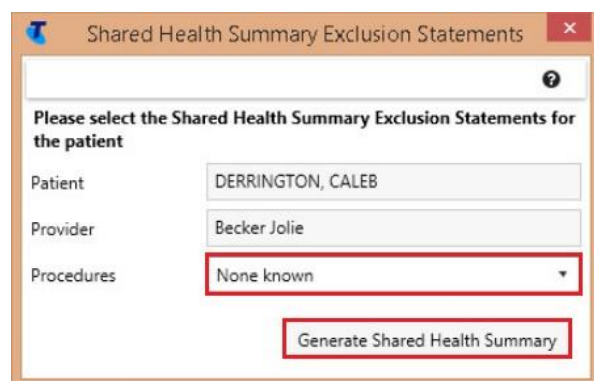 Shared Health Summary Exclusion Statements
Please select the Shared Health Summary Exclusion Statements for
the patient
Patient DERRINGTON, CALEB
Provider Becker Jolie
Procedures None known
Generate Shared Health Summary